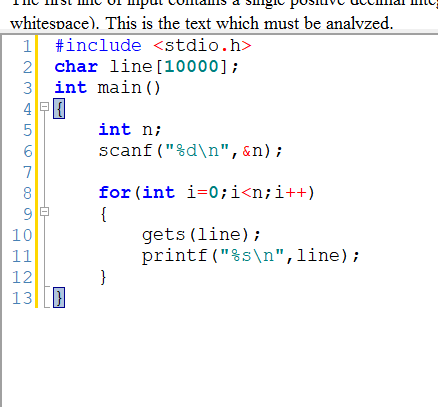 The first line of input contains a single positive decimal integ
whitespace). This is the text which must be analyzed.
1 #include <stdio.h>
2 char line[10000];
3 int main()
4 {
5 int n;
6 scanf("%d\n",&n);
7
8 for(int i=0;i<n;i++)
9 {
10 gets(line);
11 printf("%s\n",line);
12 }
13 }